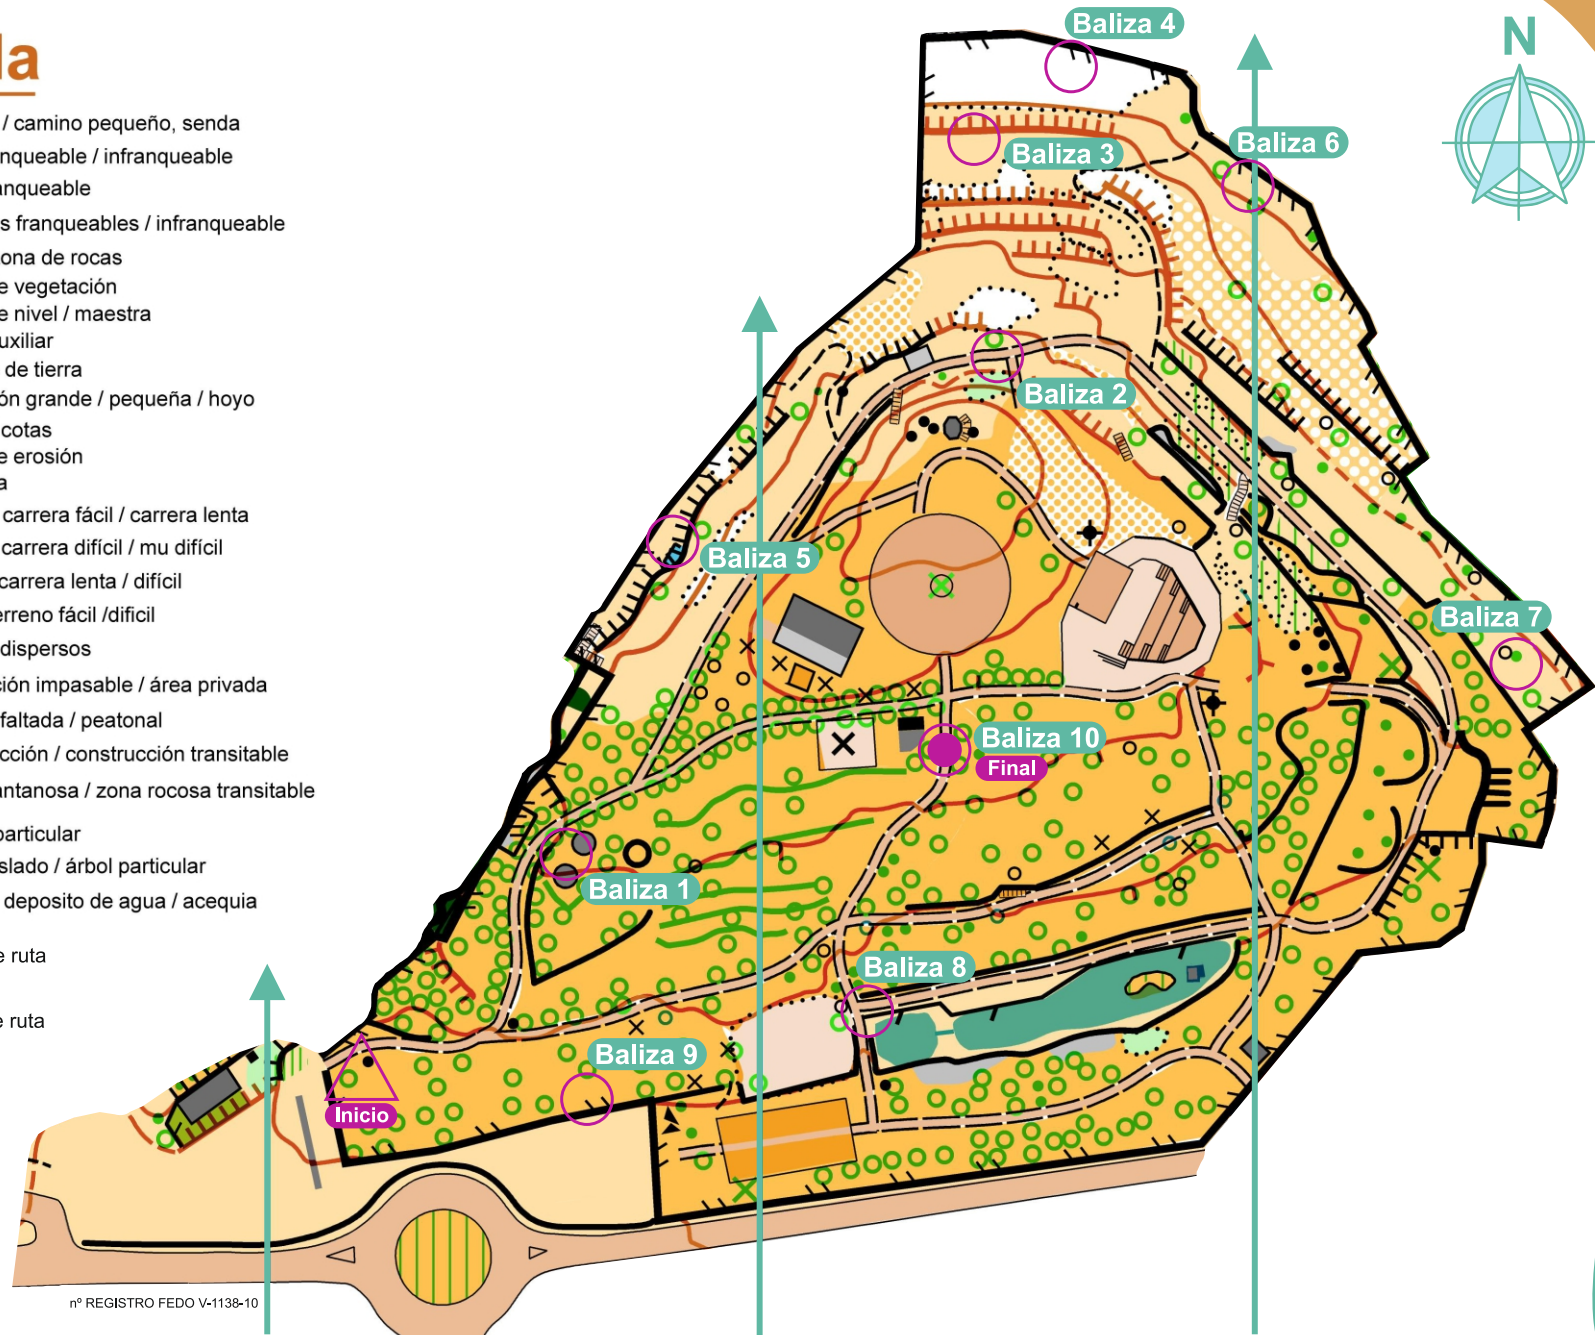 la
/ camino pequeño, senda
nqueable / infranqueable
anqueable
s franqueables / infranqueable
ona de rocas
e vegetación
e nivel / maestra
uxiliar
de tierra
ón grande / pequeña / hoyo
cotas
e erosión
a
carrera fácil / carrera lenta
carrera difícil / mu difícil
carrera lenta / difícil
erreno fácil /dificil
dispersos
ción impasable / área privada
faltada / peatonal
cción / construcción transitable
antanosa / zona rocosa transitable
particular
slado / árbol particular
deposito de agua / acequia
e ruta
e ruta
N
Baliza 4
Baliza 3
Baliza 6
Baliza 2
Baliza 5
Baliza 7
Baliza 10
Final
Baliza 1
Baliza 8
Baliza 9
Inicio
nº REGISTRO FEDO V-1138-10